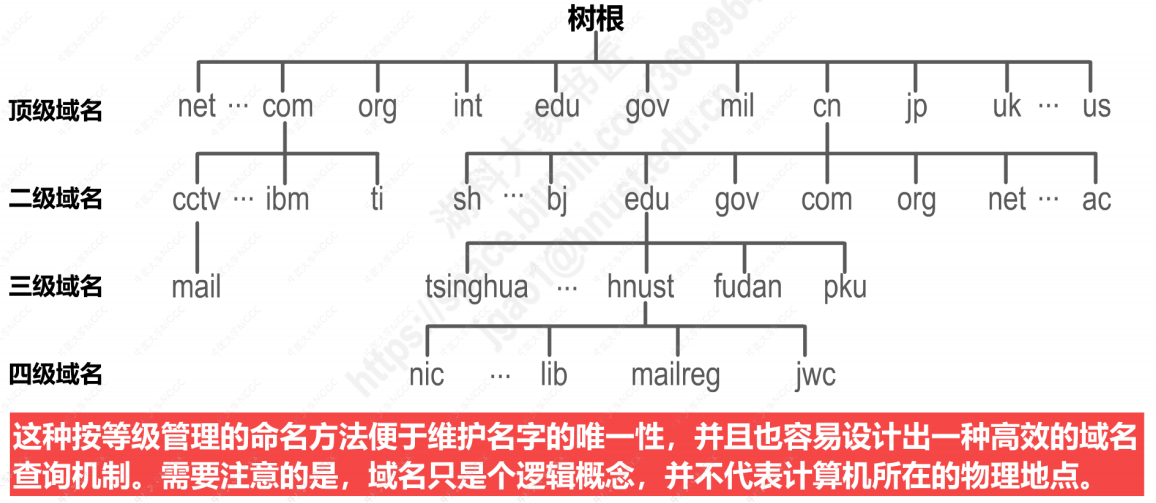 树根
顶级域名 net … com org int edu gov mil cn jp uk … us
二级域名 cctv … ibm ti sh … bj edu gov com org net … ac
三级域名 mail tsinghua … hnust fudan pku
四级域名 nic … lib mailreg jwc
这种按等级管理的命名方法便于维护名字的唯一性，并且也容易设计出一种高效的域名
查询机制。需要注意的是，域名只是个逻辑概念，并不代表计算机所在的物理地点。
湖科大教书匠